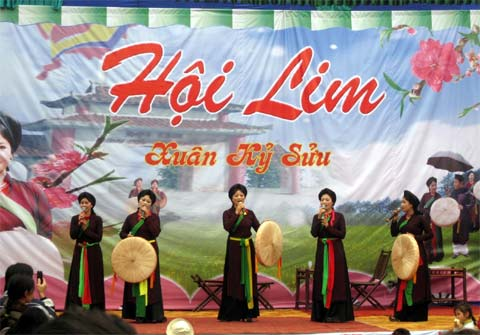 Hội Lim
Xuân Kỷ Sửu